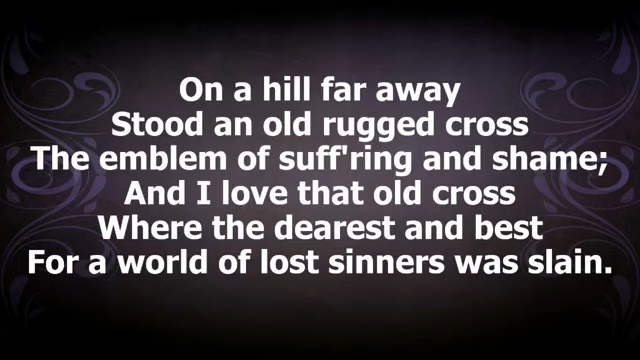 On a hill far away
Stood an old rugged cross
The emblem of suff'ring and shame;
And I love that old cross
Where the dearest and best
For a world of lost sinners was slain.